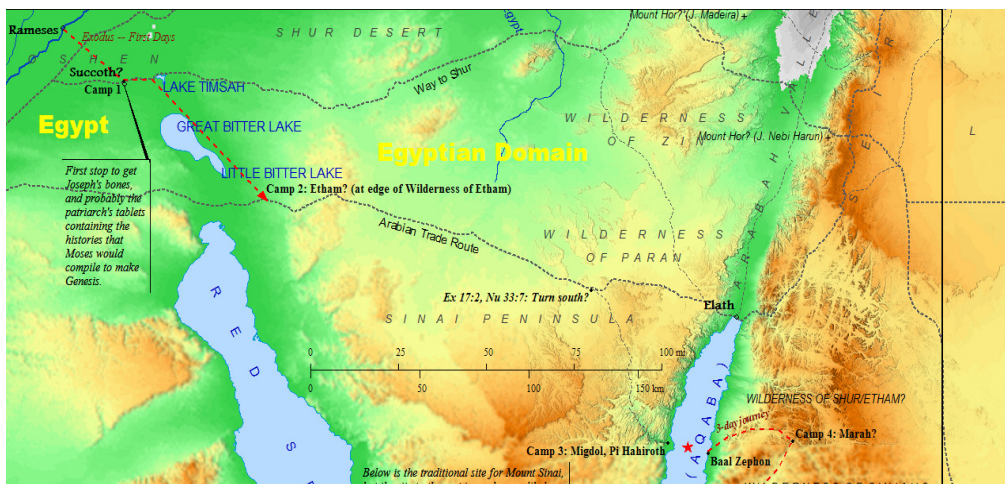 Rameses
Exodus -- First Days
O S H E N
SHUR DESERT
Egypt
Mount Hor? (J. Madeira)
Succoth?
Camp 1
LAKE TIMSAH
Way to Shur
Egypt
GREAT BITTER LAKE
Egyptian Domain
WILDERNESS
OF ZIN
Mount Hor? (J. Nebi Harun)
ARABAH VALLE
SEIR
L
First stop to get
Joseph's bones,
and probably the
patriarch's tablets
containing the
histories that
Moses would
compile to make
Genesis.
LITTLE BITTER LAKE
Camp 2: Etham? (at edge of Wilderness of Etham)
Arabian Trade Route
WILDERNESS
OF PARAN
Ex 17:2, Nu 33:7: Turn south?
Elath
SINAI PENINSULA
RED S
0 25 50 75 100 mi
0 50 100 150 km
AQABA)
WILDERNESS OF SHUR/ETHAM?
3-day journey
Camp 4: Marah?
Camp 3: Migdol, Pi Hahiroth
Baal Zephon
Below is the traditional site for Mount Sinai,